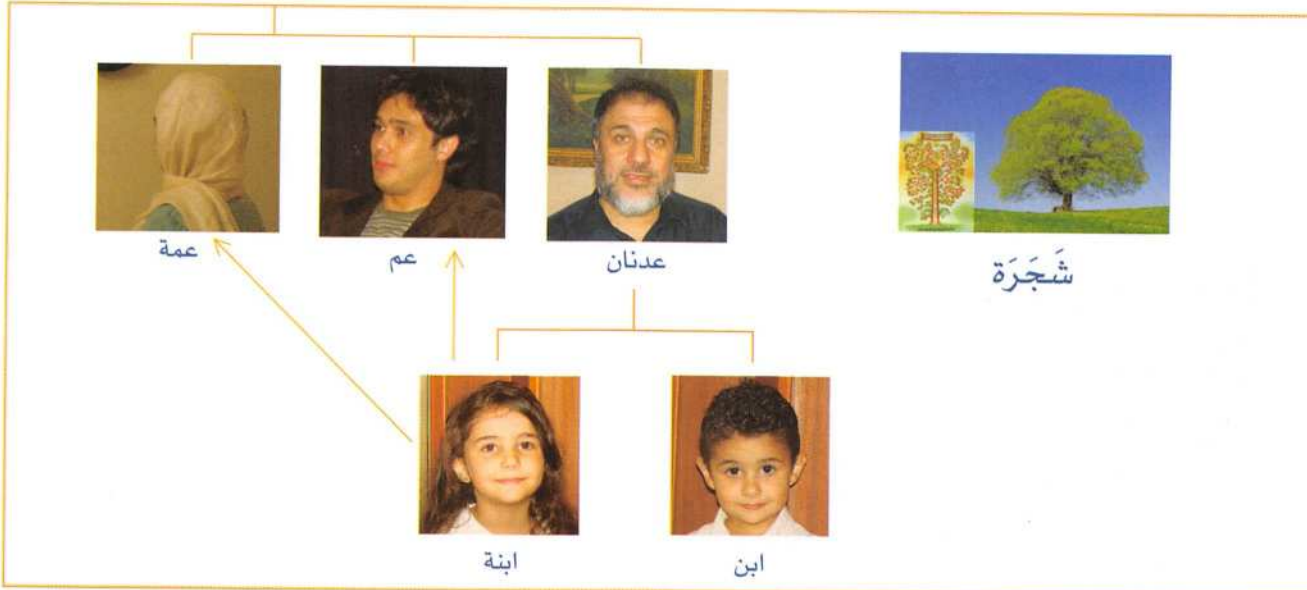 شَجَرَة
عدنان
عم
عمة
ابن
ابنة